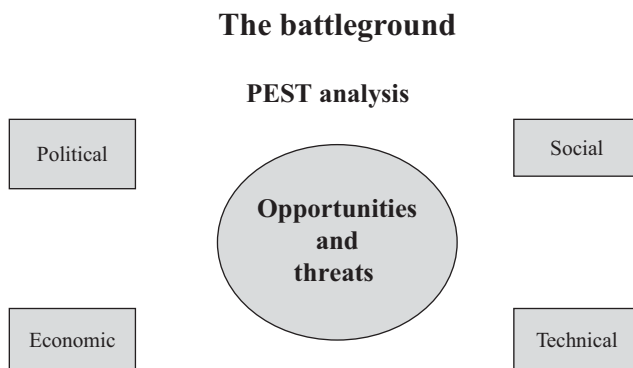 The battleground
PEST analysis
Political
Social
Opportunities
and
threats
Economic
Technical